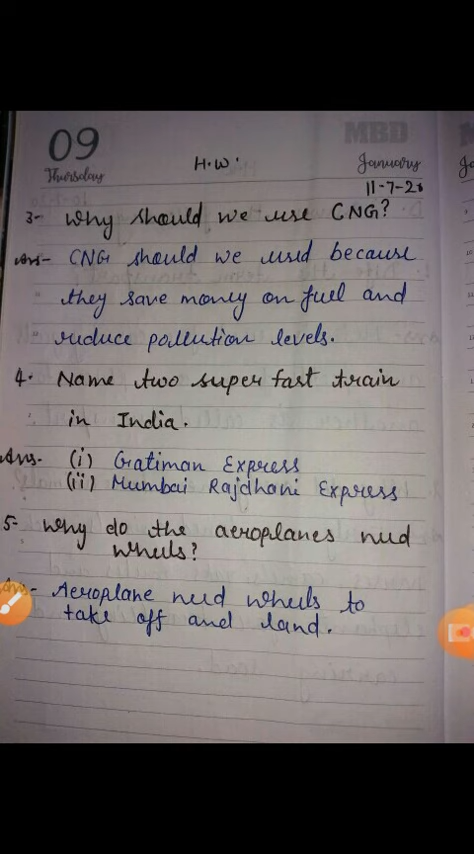 09
MBD
Thursday
H.W.
January
11-7-20
3- Why should we use CNG?
Ans- CNG should we used because
they save money on fuel and
reduce pollution levels.
4. Name two super fast train
in India.
Ans. (i) Gatiman Express
(ii) Mumbai Rajdhani Express
5- Why do the aeroplanes need
wheels?
Ans- Aeroplane need wheels to
take off and land.